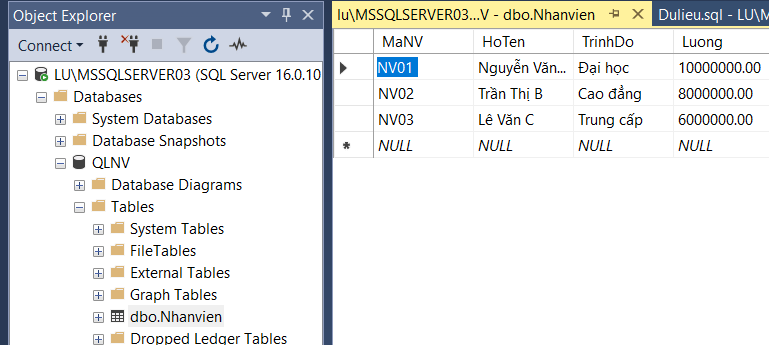 Object Explorer
Connect
LU\MSSQLSERVER03 (SQL Server 16.0.10
Databases
System Databases
Database Snapshots
QLNV
Database Diagrams
Tables
System Tables
FileTables
External Tables
Graph Tables
dbo.Nhanvien
Dropped Ledger Tables
lu\MSSQLSERVER03...V - dbo.Nhanvien
Dulieu.sql - LU\M
MaNV HoTen TrinhDo Luong
NV01 Nguyễn Văn... Đại học 10000000.00
NV02 Trần Thị B Cao đẳng 8000000.00
NV03 Lê Văn C Trung cấp 6000000.00
NULL NULL NULL NULL